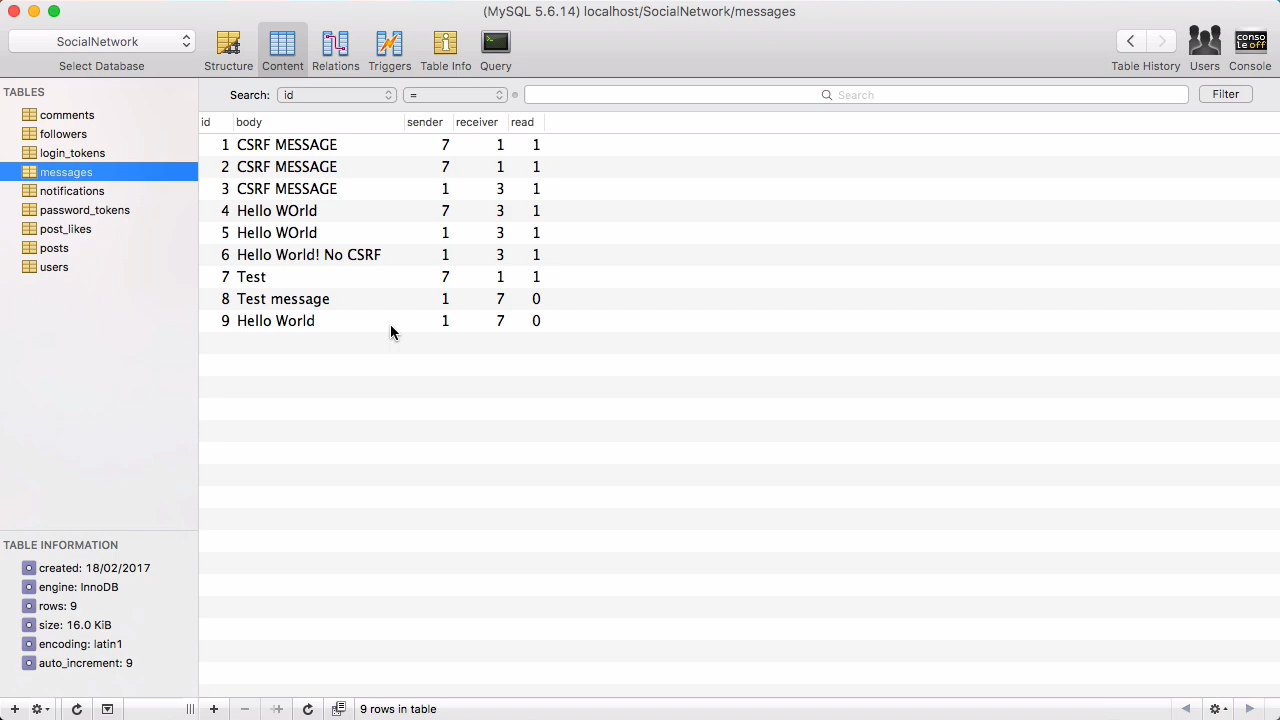 (MySQL 5.6.14) localhost/SocialNetwork/messages
SocialNetwork
Select Database
Structure
Content
Relations
Triggers
Table Info
Query
Table History
Users
conso
le off
Console
TABLES
comments
followers
login_tokens
messages
notifications
password_tokens
post_likes
posts
users
Search: id = Search Filter
id body sender receiver read
1 CSRF MESSAGE 7 1 1
2 CSRF MESSAGE 7 1 1
3 CSRF MESSAGE 1 3 1
4 Hello WOrld 7 3 1
5 Hello WOrld 1 3 1
6 Hello World! No CSRF 1 3 1
7 Test 7 1 1
8 Test message 1 7 0
9 Hello World 1 7 0
TABLE INFORMATION
created: 18/02/2017
engine: InnoDB
rows: 9
size: 16.0 KiB
encoding: latin1
auto_increment: 9
9 rows in table